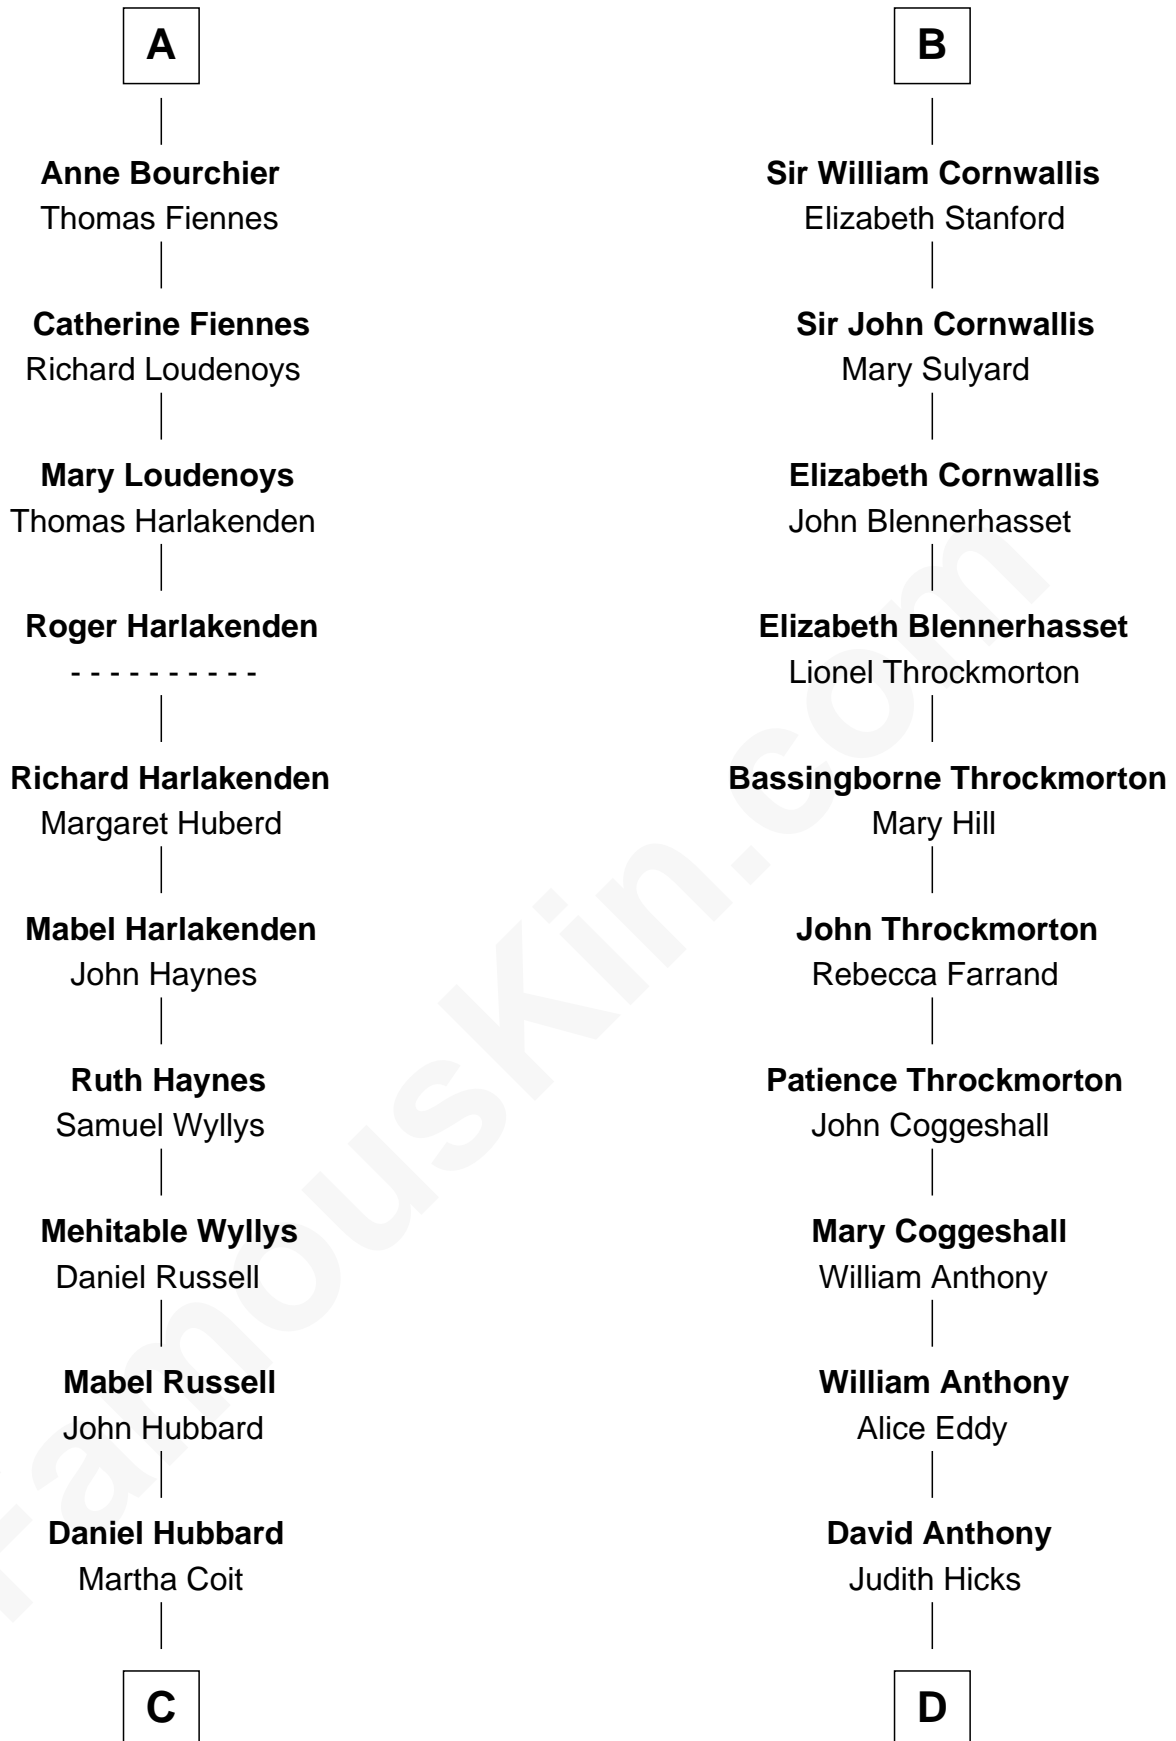 A
Anne Bourchier
Thomas Fiennes
Catherine Fiennes
Richard Loudenoys
Mary Loudenoys
Thomas Harlakenden
Roger Harlakenden
- - - - - - - - - -
Richard Harlakenden
Margaret Huberd
Mabel Harlakenden
John Haynes
Ruth Haynes
Samuel Wyllys
Mehitable Wyllys
Daniel Russell
Mabel Russell
John Hubbard
Daniel Hubbard
Martha Coit
C
B
Sir William Cornwallis
Elizabeth Stanford
Sir John Cornwallis
Mary Sulyard
Elizabeth Cornwallis
John Blennerhasset
Elizabeth Blennerhasset
Lionel Throckmorton
Bassingborne Throckmorton
Mary Hill
John Throckmorton
Rebecca Farrand
Patience Throckmorton
John Coggeshall
Mary Coggeshall
William Anthony
William Anthony
Alice Eddy
David Anthony
Judith Hicks
D
FamousKin.com